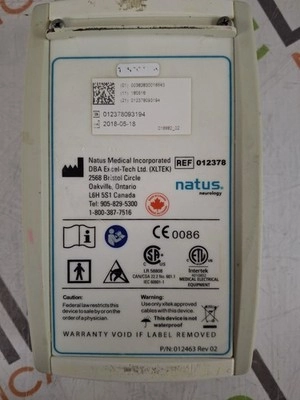 012378093194
2018-05-18
Natus Medical Incorporated
DBA Excel-Tech Ltd. (XLTEK)
2568 Bristol Circle
Oakville, Ontario
L6H 5S1 Canada
Tel: 905-829-5300
1-800-387-7516
REF 012378
natus
neurology
CE 0086
Intertek
MEDICAL ELECTRICAL
EQUIPMENT
Caution:
Federal law restricts this
device to sale by or on the
order of a physician.
Warning:
Use only xltek approved
cables with this device.
This device is not
waterproof
WARRANTY VOID IF LABEL REMOVED
P/N: 012463 Rev 02